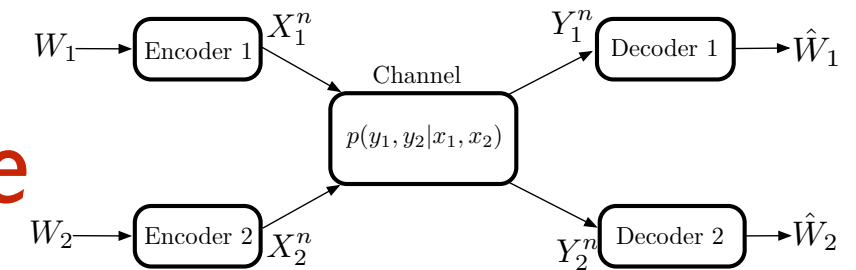 W₁ Encoder 1 X₁ⁿ Y₁ⁿ Decoder 1 Ŵ₁
Channel
p(y₁, y₂|x₁, x₂)
e
W₂ Encoder 2 X₂ⁿ Y₂ⁿ Decoder 2 Ŵ₂